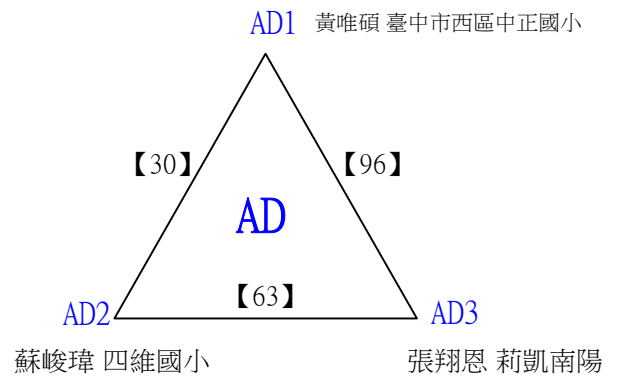 AD1 黃唯碩 臺中市西區中正國小
【30】 【96】
AD
【63】
AD2 AD3
蘇峻瑋 四維國小 張翔恩 莉凱南陽